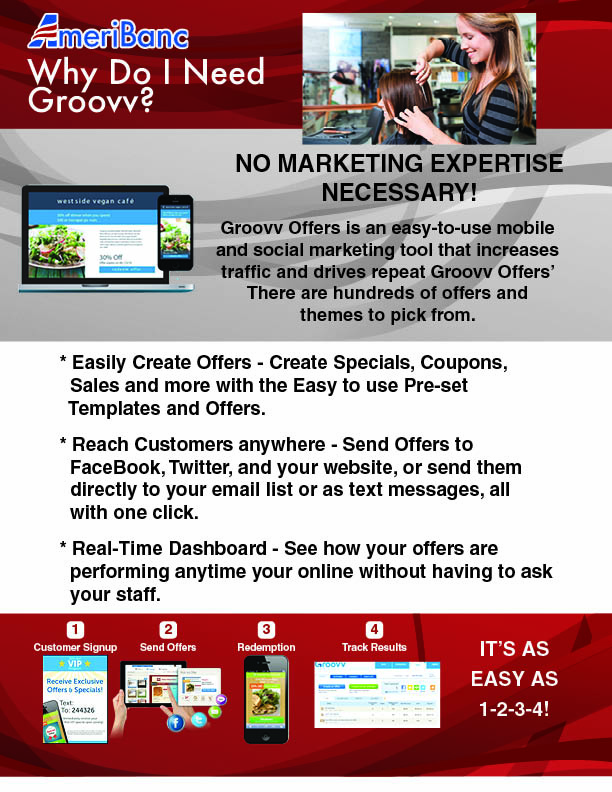 AmeriBanc
Why Do I Need
Groovv?
NO MARKETING EXPERTISE
NECESSARY!
westside vegan café
30% Off
Groovv Offers is an easy-to-use mobile
and social marketing tool that increases
traffic and drives repeat Groovv Offers’
There are hundreds of offers and
themes to pick from.
* Easily Create Offers - Create Specials, Coupons,
Sales and more with the Easy to use Pre-set
Templates and Offers.
* Reach Customers anywhere - Send Offers to
FaceBook, Twitter, and your website, or send them
directly to your email list or as text messages, all
with one click.
* Real-Time Dashboard - See how your offers are
performing anytime your online without having to ask
your staff.
1
Customer Signup
2
Send Offers
3
Redemption
4
Track Results
VIP
Receive Exclusive
Offers & Specials!
Text:
To: 244326
GROOVV
IT’S AS
EASY AS
1-2-3-4!